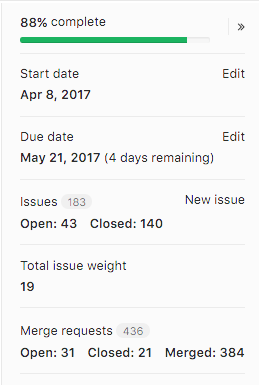 88% complete
»
Start date Edit
Apr 8, 2017
Due date Edit
May 21, 2017 (4 days remaining)
Issues 183 New issue
Open: 43 Closed: 140
Total issue weight
19
Merge requests 436
Open: 31 Closed: 21 Merged: 384